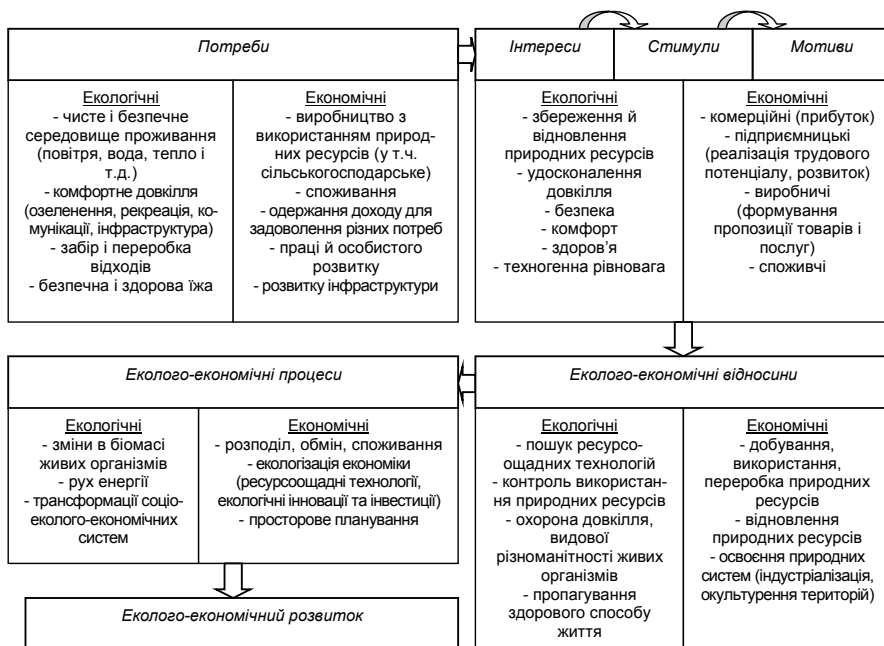 Потреби
Інтереси
Стимули
Мотиви
Екологічні
- чисте і безпечне
середовище проживання
(повітря, вода, тепло і
т.д.)
- комфортне довкілля
(озеленення, рекреація, ко-
мунікації, інфраструктура)
- забір і переробка
відходів
- безпечна і здорова їжа
Економічні
- виробництво з
використанням природ-
них ресурсів (у т.ч.
сільськогосподарське)
- споживання
- одержання доходу для
задоволення різних потреб
- праці й особистого
розвитку
- розвитку інфраструктури
Екологічні
- збереження й
відновлення
природних ресурсів
- удосконалення
довкілля
- безпека
- комфорт
- здоров’я
- техногенна рівновага
Економічні
- комерційні (прибуток)
- підприємницькі
(реалізація трудового
потенціалу, розвиток)
- виробничі
(формування
пропозиції товарів і
послуг)
- споживчі
Еколого-економічні процеси
Еколого-економічні відносини
Екологічні
- зміни в біомасі
живих організмів
- рух енергії
- трансформації соціо-
еколого-економічних
систем
Економічні
- розподіл, обмін, споживання
- екологізація економіки
(ресурсоощадні технології,
екологічні інновації та інвестиції)
- просторове планування
Екологічні
- пошук ресурсо-
ощадних технологій
- контроль використан-
ня природних ресурсів
- охорона довкілля,
видової
різноманітності живих
організмів
- пропагування
здорового способу
життя
Економічні
- добування,
використання,
переробка природних
ресурсів
- відновлення
природних ресурсів
- освоєння природних
систем (індустріалізація,
окультурення територій)
Еколого-економічний розвиток